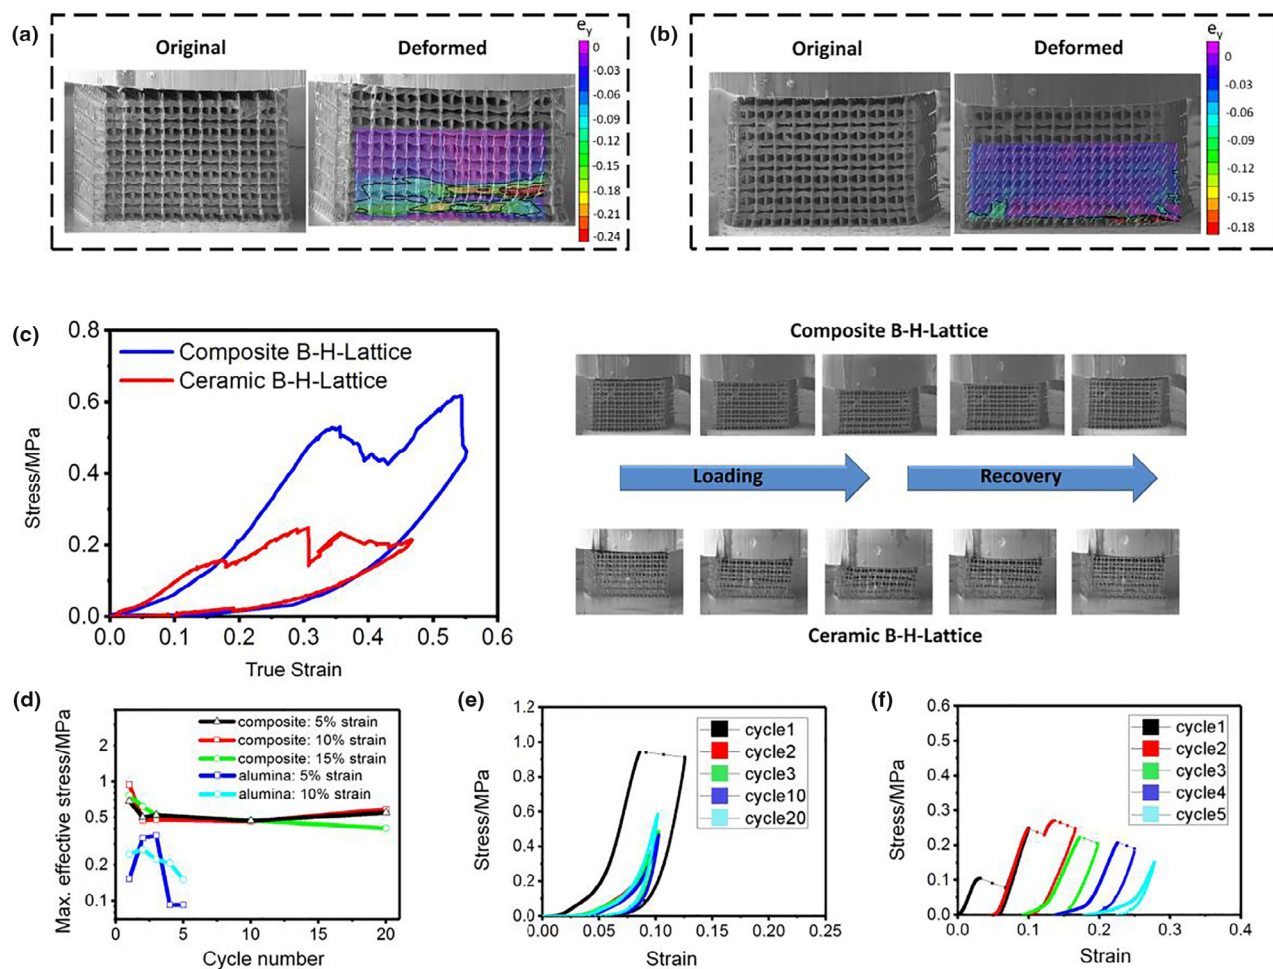 (a)
Original
Deformed
e_y
0
-0.03
-0.06
-0.09
-0.12
-0.15
-0.18
-0.21
-0.24
(b)
Original
Deformed
e_y
0
-0.03
-0.06
-0.09
-0.12
-0.15
-0.18
(c)
Stress/MPa
0.8
0.6
0.4
0.2
0.0
Composite B-H-Lattice
Ceramic B-H-Lattice
0.0 0.1 0.2 0.3 0.4 0.5 0.6
True Strain
Composite B-H-Lattice
Loading
Recovery
Ceramic B-H-Lattice
(d)
Max. effective stress/MPa
2
1
0.5
0.2
0.1
composite: 5% strain
composite: 10% strain
composite: 15% strain
alumina: 5% strain
alumina: 10% strain
0 5 10 15 20
Cycle number
(e)
Stress/MPa
1.2
1.0
0.8
0.6
0.4
0.2
0.0
cycle1
cycle2
cycle3
cycle10
cycle20
0.00 0.05 0.10 0.15 0.20 0.25
Strain
(f)
Stress/MPa
0.6
0.5
0.4
0.3
0.2
0.1
0.0
cycle1
cycle2
cycle3
cycle4
cycle5
0.0 0.1 0.2 0.3 0.4
Strain